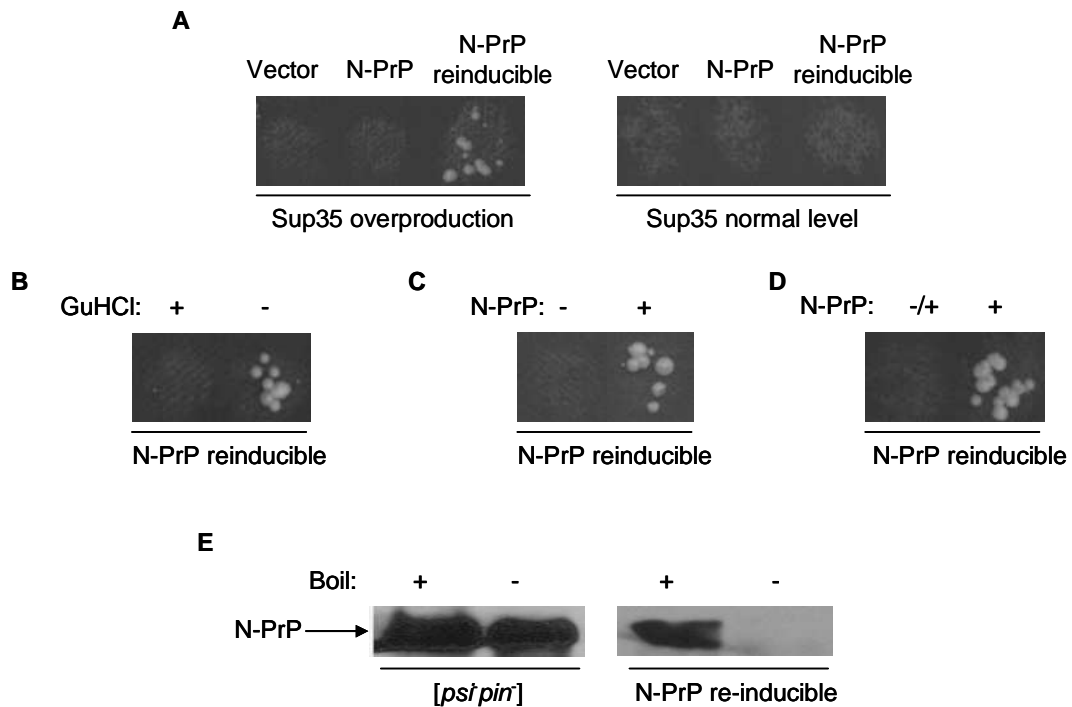 A
Vector N-PrP N-PrP reinducible Vector N-PrP N-PrP reinducible
Sup35 overproduction Sup35 normal level
B C D
GuHCl: + - N-PrP: - + N-PrP: -/+ +
N-PrP reinducible N-PrP reinducible N-PrP reinducible
E
Boil: + - + -
N-PrP
[psi-pin-] N-PrP re-inducible